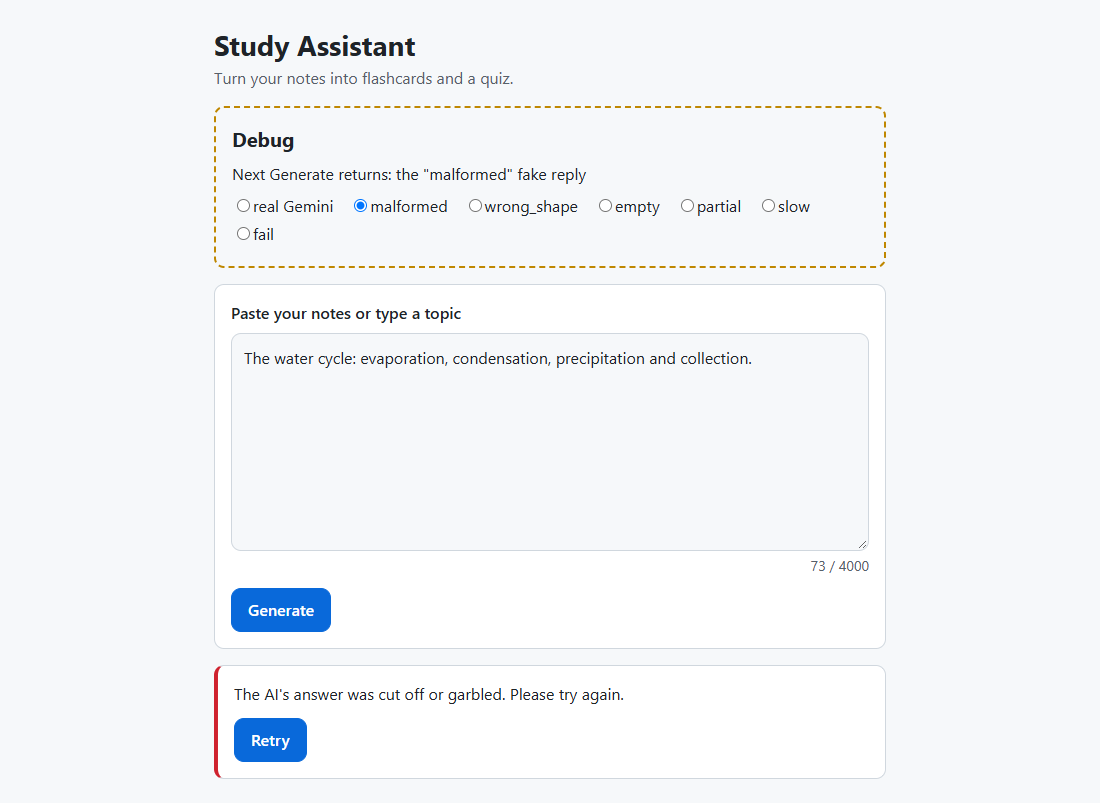 Study Assistant
Turn your notes into flashcards and a quiz.
Debug
Next Generate returns: the "malformed" fake reply
real Gemini malformed wrong_shape empty partial slow
fail
Paste your notes or type a topic
The water cycle: evaporation, condensation, precipitation and collection.
73 / 4000
Generate
The AI's answer was cut off or garbled. Please try again.
Retry